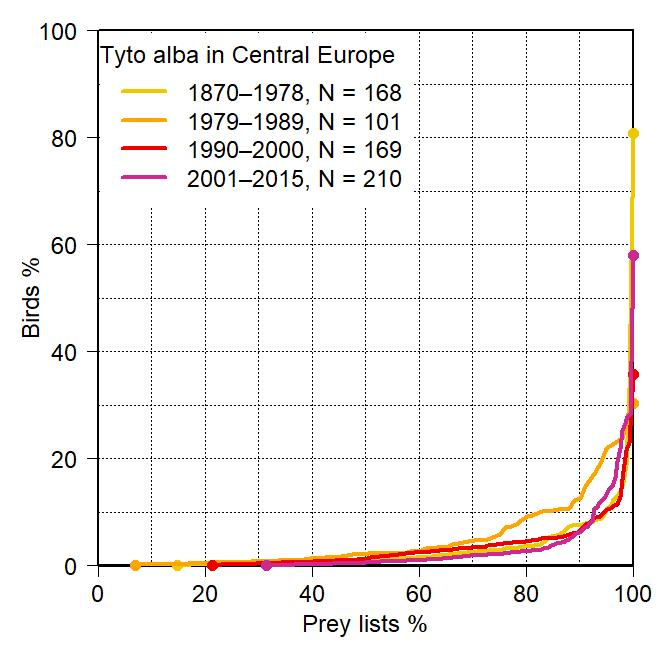 Tyto alba in Central Europe
1870–1978, N = 168
1979–1989, N = 101
1990–2000, N = 169
2001–2015, N = 210
Birds %
100
80
60
40
20
0
0 20 40 60 80 100
Prey lists %